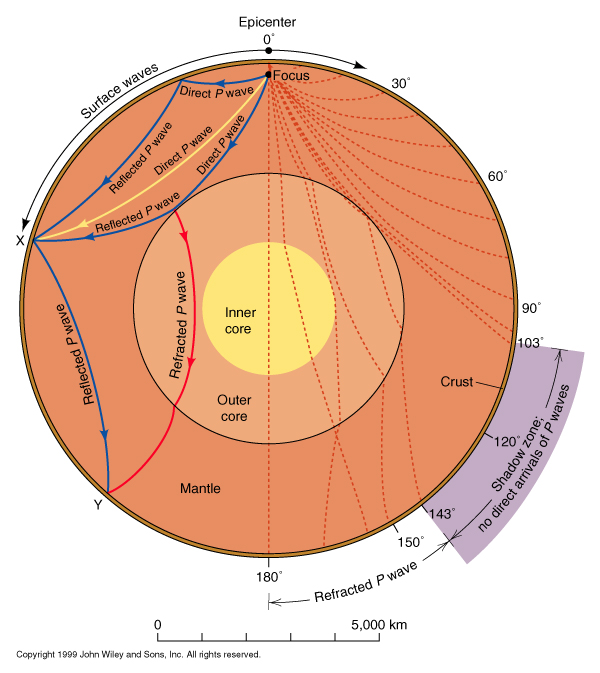 Epicenter
0°
Focus
Surface waves
30°
Direct P wave
Reflected P wave
Direct P wave
Direct P wave
60°
Reflected P wave
X
90°
103°
Refracted P wave
Inner
core
Reflected P wave
Crust
Outer
core
120°
Shadow zone;
no direct arrivals of P waves
Mantle
Y
143°
150°
180°
Refracted P wave
0
5,000 km
Copyright 1999 John Wiley and Sons, Inc. All rights reserved.